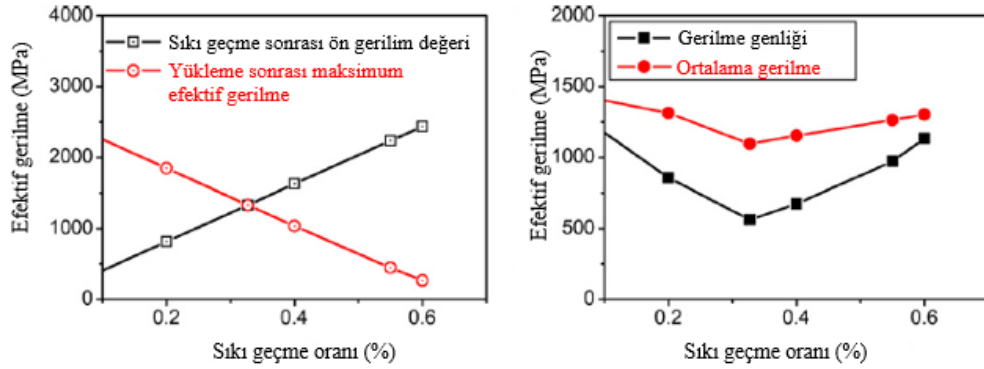 4000
3000
2000
1000
0
Efektif gerilme (MPa)
Sıkı geçme sonrası ön gerilim değeri
Yükleme sonrası maksimum
efektif gerilme
0.2
0.4
0.6
Sıkı geçme oranı (%)
2000
1500
1000
500
0
Efektif gerilme (MPa)
Gerilme genliği
Ortalama gerilme
0.2
0.4
0.6
Sıkı geçme oranı (%)